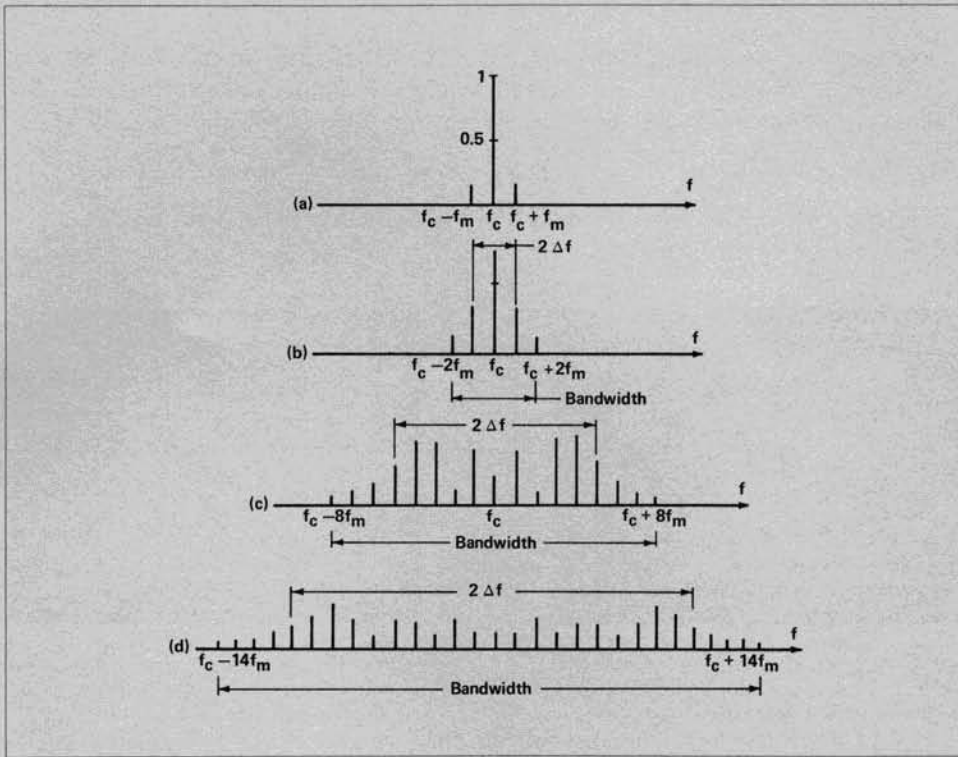 1
0.5
f
(a)
f_c −f_m f_c f_c + f_m
2 Δf
f
(b)
f_c −2f_m f_c f_c +2f_m
Bandwidth
2 Δf
f
(c)
f_c −8f_m f_c f_c + 8f_m
Bandwidth
2 Δf
f
(d)
f_c −14f_m f_c + 14f_m
Bandwidth